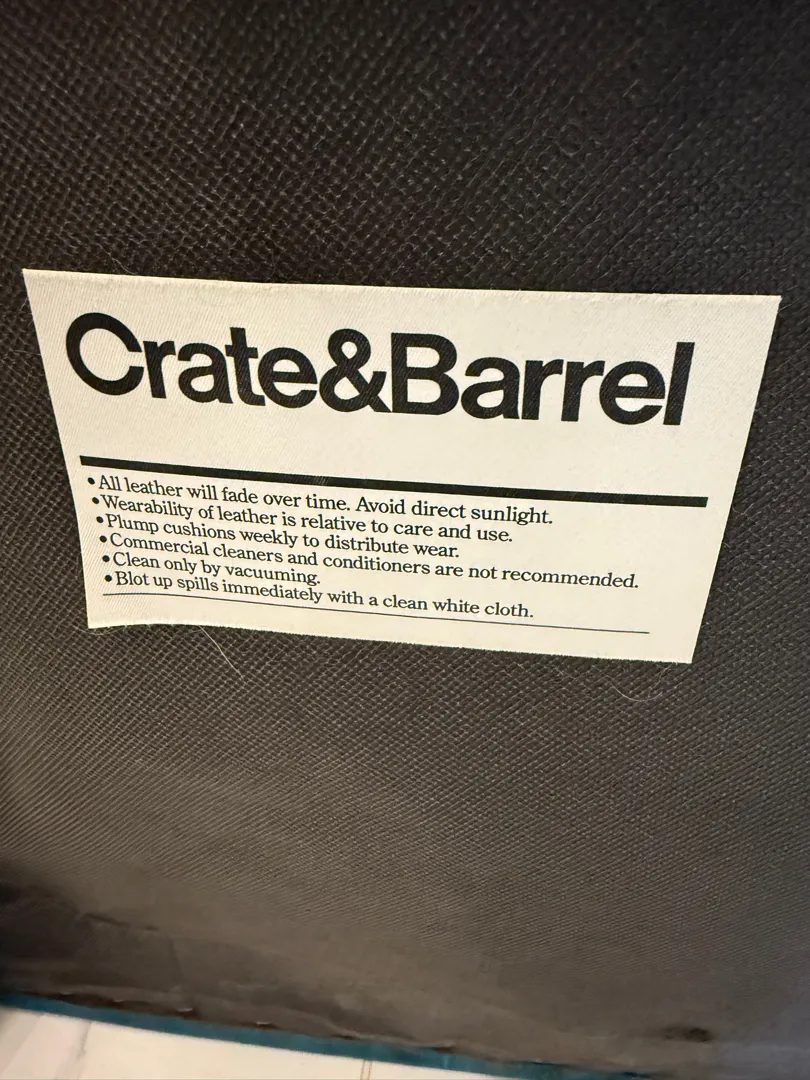 Crate&Barrel
•All leather will fade over time. Avoid direct sunlight.
•Wearability of leather is relative to care and use.
•Plump cushions weekly to distribute wear.
•Commercial cleaners and conditioners are not recommended.
•Clean only by vacuuming.
•Blot up spills immediately with a clean white cloth.